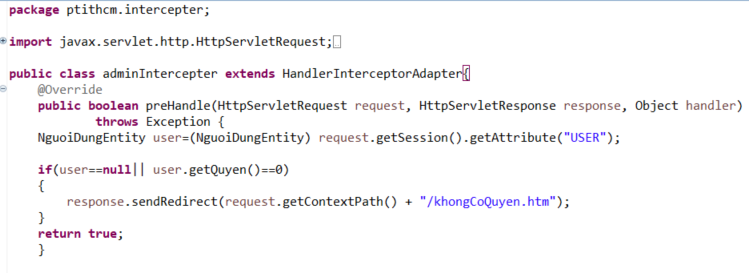 package ptithcm.intercepter;
import javax.servlet.http.HttpServletRequest;
public class adminIntercepter extends HandlerInterceptorAdapter{
@Override
public boolean preHandle(HttpServletRequest request, HttpServletResponse response, Object handler)
throws Exception {
NguoiDungEntity user=(NguoiDungEntity) request.getSession().getAttribute("USER");
if(user==null|| user.getQuyen()==0)
{
response.sendRedirect(request.getContextPath() + "/khongCoQuyen.htm");
}
return true;
}